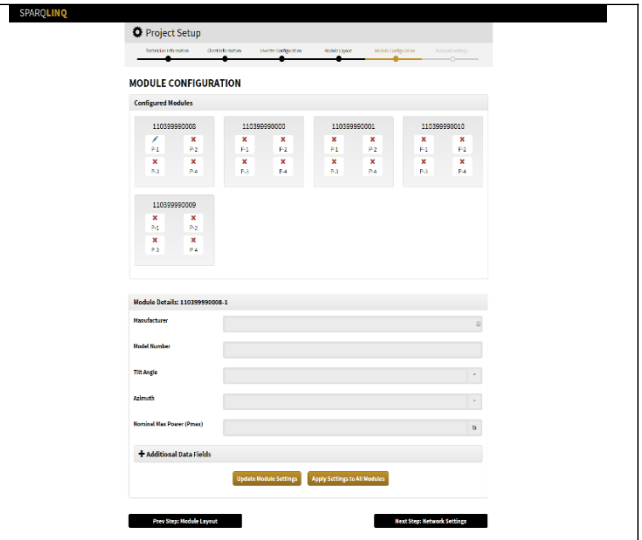 SPARQLINQ
Project Setup
Technician Information Client Information Inverter Configuration Module Layout Module Configuration Network Settings
MODULE CONFIGURATION
Configured Modules
110399990008 110399990000 110399990001 110399990010
P-1 P-2 P-1 P-2 P-1 P-2 P-1 P-2
P-3 P-4 P-3 P-4 P-3 P-4 P-3 P-4
110399990009
P-1 P-2
P-3 P-4
Module Details: 110399990008-1
Manufacturer
Model Number
Tilt Angle °
Azimuth °
Nominal Max Power (Pmax) W
Additional Data Fields
Update Module Settings Apply Settings to All Modules
Prev Step: Module Layout Next Step: Network Settings